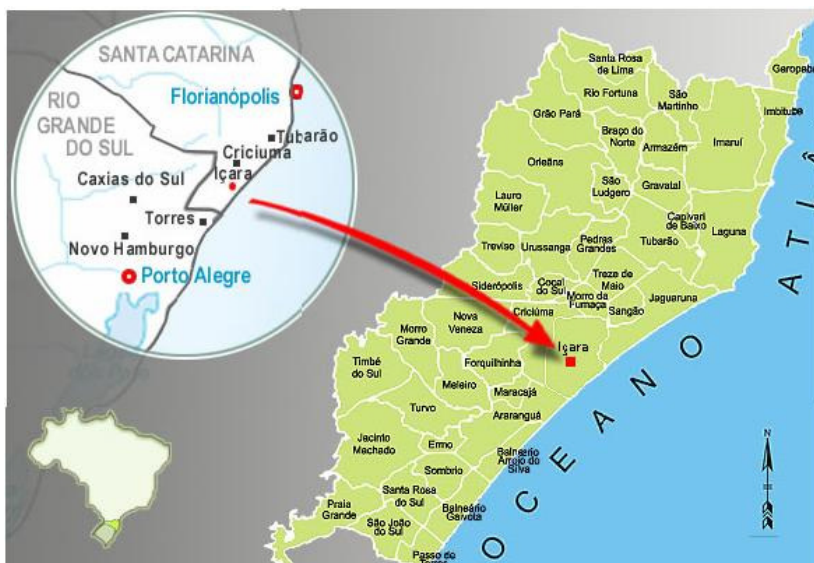 SANTA CATARINA
Florianópolis
RIO
GRANDE
DO SUL
Tubarão
Criciuma
Içara
Caxias do Sul
Torres
Novo Hamburgo
Porto Alegre
Santa Rosa
de Lima
Garopaba
Rio Fortuna
São
Martinho
Grão Pará
Imbituba
Braço do
Norte
Armazém
Imaruí
Orleãns
São
Ludgero
Gravatal
Lauro
Müller
Capivari
de Baixo
Laguna
Treviso
Urussanga
Pedras
Grandes
Tubarão
Siderópolis
Cocal
do Sul
Treze de
Maio
Morro da
Fumaça
Jaguaruna
Sangão
Criciúma
Nova
Veneza
Morro
Grande
Içara
Timbé
do Sul
Forquilhinha
Meleiro
Maracajá
Turvo
Araranguá
Jacinto
Machado
Ermo
Balneário
Arroio do
Silva
Sombrio
Santa Rosa
do Sul
Praia
Grande
Balneário
Gaivota
São João
do Sul
Passo de
Torres
OCEANO ATLÂ
N